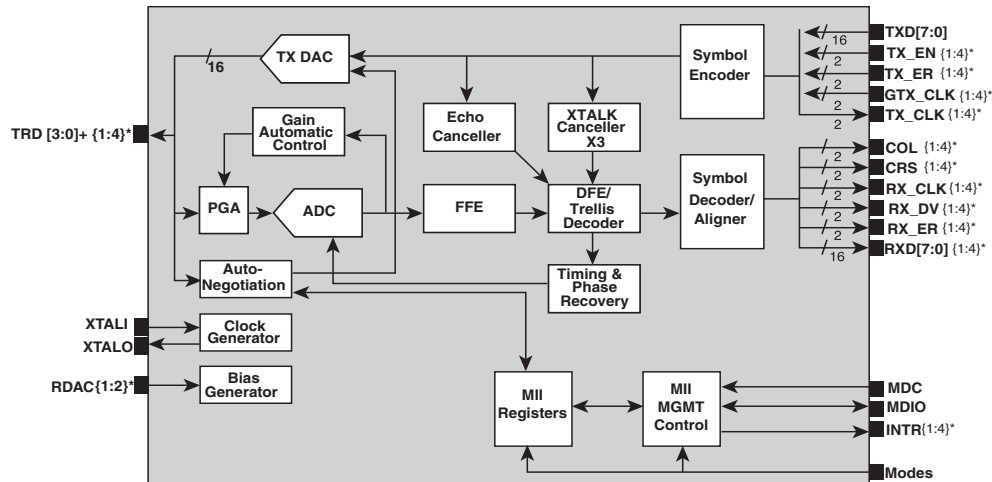 TRD [3:0]+ {1:4}*
XTALI
XTALO
RDAC{1:2}*
16
TX DAC
Gain
Automatic
Control
PGA
ADC
Auto-
Negotiation
Clock
Generator
Bias
Generator
Echo
Canceller
XTALK
Canceller
X3
FFE
DFE/
Trellis
Decoder
Timing &
Phase
Recovery
Symbol
Encoder
Symbol
Decoder/
Aligner
MII
Registers
MII
MGMT
Control
16
2
2
2
2
TXD[7:0]
TX_EN {1:4}*
TX_ER {1:4}*
GTX_CLK {1:4}*
TX_CLK {1:4}*
2
2
2
2
2
16
COL {1:4}*
CRS {1:4}*
RX_CLK {1:4}*
RX_DV {1:4}*
RX_ER {1:4}*
RXD[7:0] {1:4}*
MDC
MDIO
INTR{1:4}*
Modes